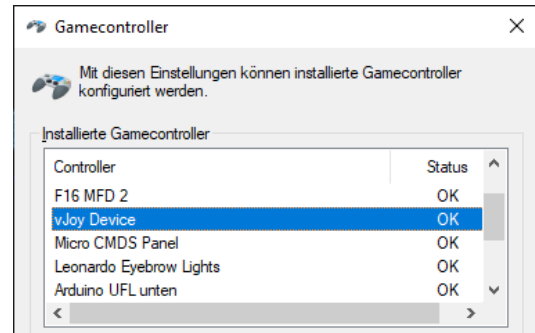 Gamecontroller
Mit diesen Einstellungen können installierte Gamecontroller
konfiguriert werden.
Installierte Gamecontroller
Controller Status
F16 MFD 2 OK
vJoy Device OK
Micro CMDS Panel OK
Leonardo Eyebrow Lights OK
Arduino UFL unten OK